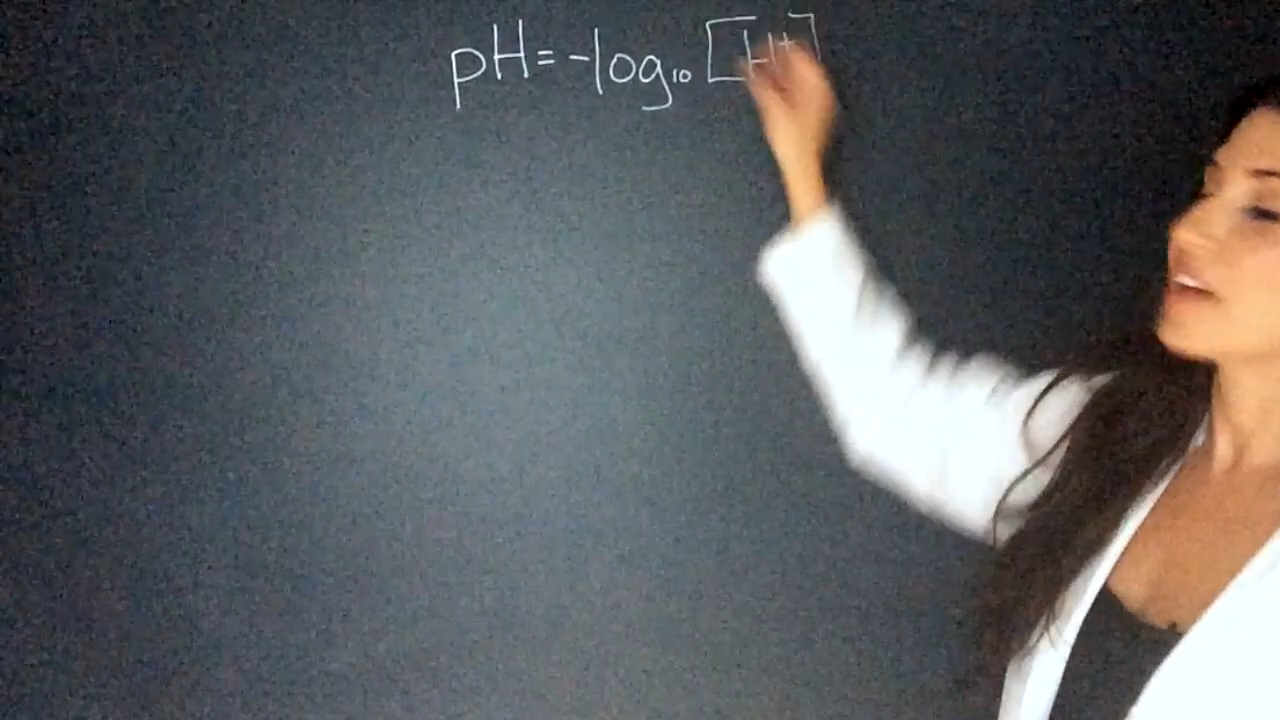 pH = -log₁₀ [H+]